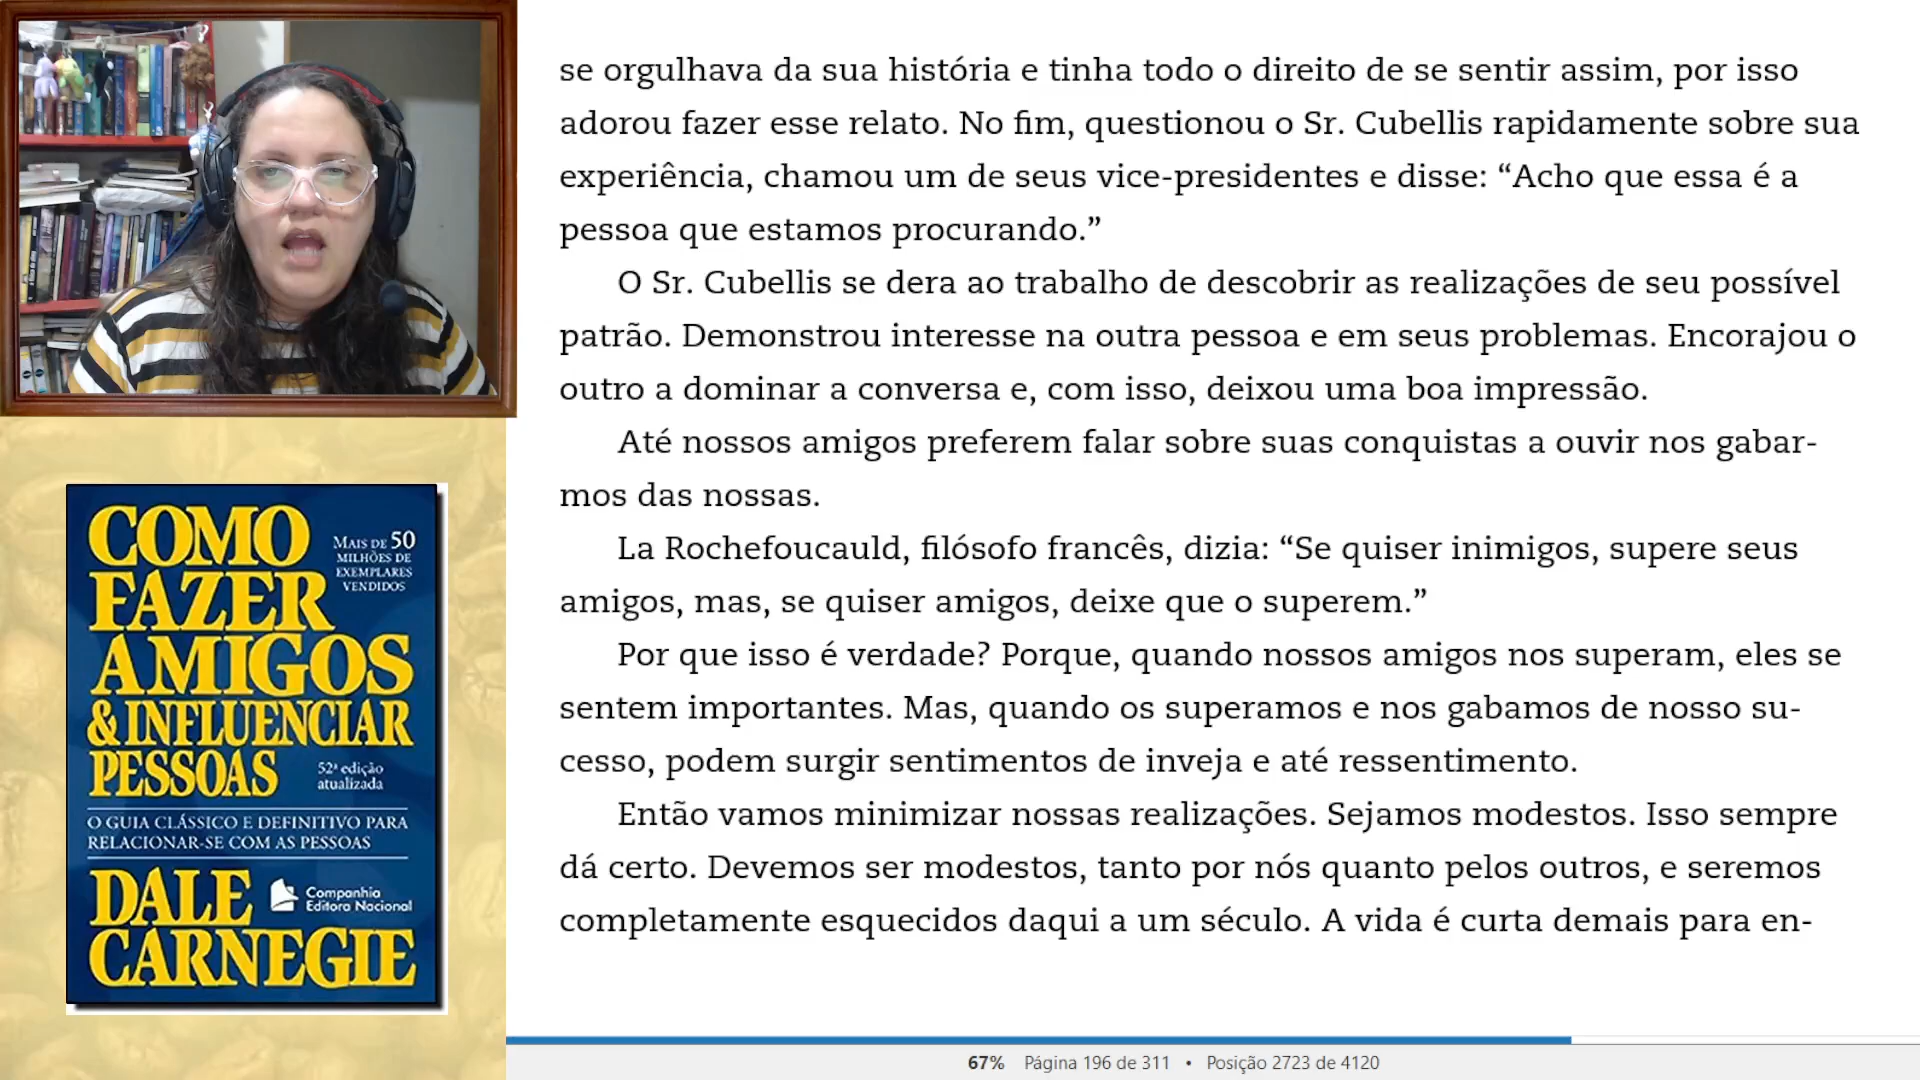 se orgulhava da sua história e tinha todo o direito de se sentir assim, por isso
adorou fazer esse relato. No fim, questionou o Sr. Cubellis rapidamente sobre sua
experiência, chamou um de seus vice-presidentes e disse: “Acho que essa é a
pessoa que estamos procurando.”
O Sr. Cubellis se dera ao trabalho de descobrir as realizações de seu possível
patrão. Demonstrou interesse na outra pessoa e em seus problemas. Encorajou o
outro a dominar a conversa e, com isso, deixou uma boa impressão.
Até nossos amigos preferem falar sobre suas conquistas a ouvir nos gabar-
mos das nossas.
La Rochefoucauld, filósofo francês, dizia: “Se quiser inimigos, supere seus
amigos, mas, se quiser amigos, deixe que o superem.”
Por que isso é verdade? Porque, quando nossos amigos nos superam, eles se
sentem importantes. Mas, quando os superamos e nos gabamos de nosso su-
cesso, podem surgir sentimentos de inveja e até ressentimento.
Então vamos minimizar nossas realizações. Sejamos modestos. Isso sempre
dá certo. Devemos ser modestos, tanto por nós quanto pelos outros, e seremos
completamente esquecidos daqui a um século. A vida é curta demais para en-
67% Página 196 de 311 • Posição 2723 de 4120
COMO
FAZER
AMIGOS
& INFLUENCIAR
PESSOAS
MAIS DE 50
MILHÕES DE
EXEMPLARES
VENDIDOS
52ª edição
atualizada
O GUIA CLÁSSICO E DEFINITIVO PARA
RELACIONAR-SE COM AS PESSOAS
DALE
CARNEGIE
Companhia
Editora Nacional